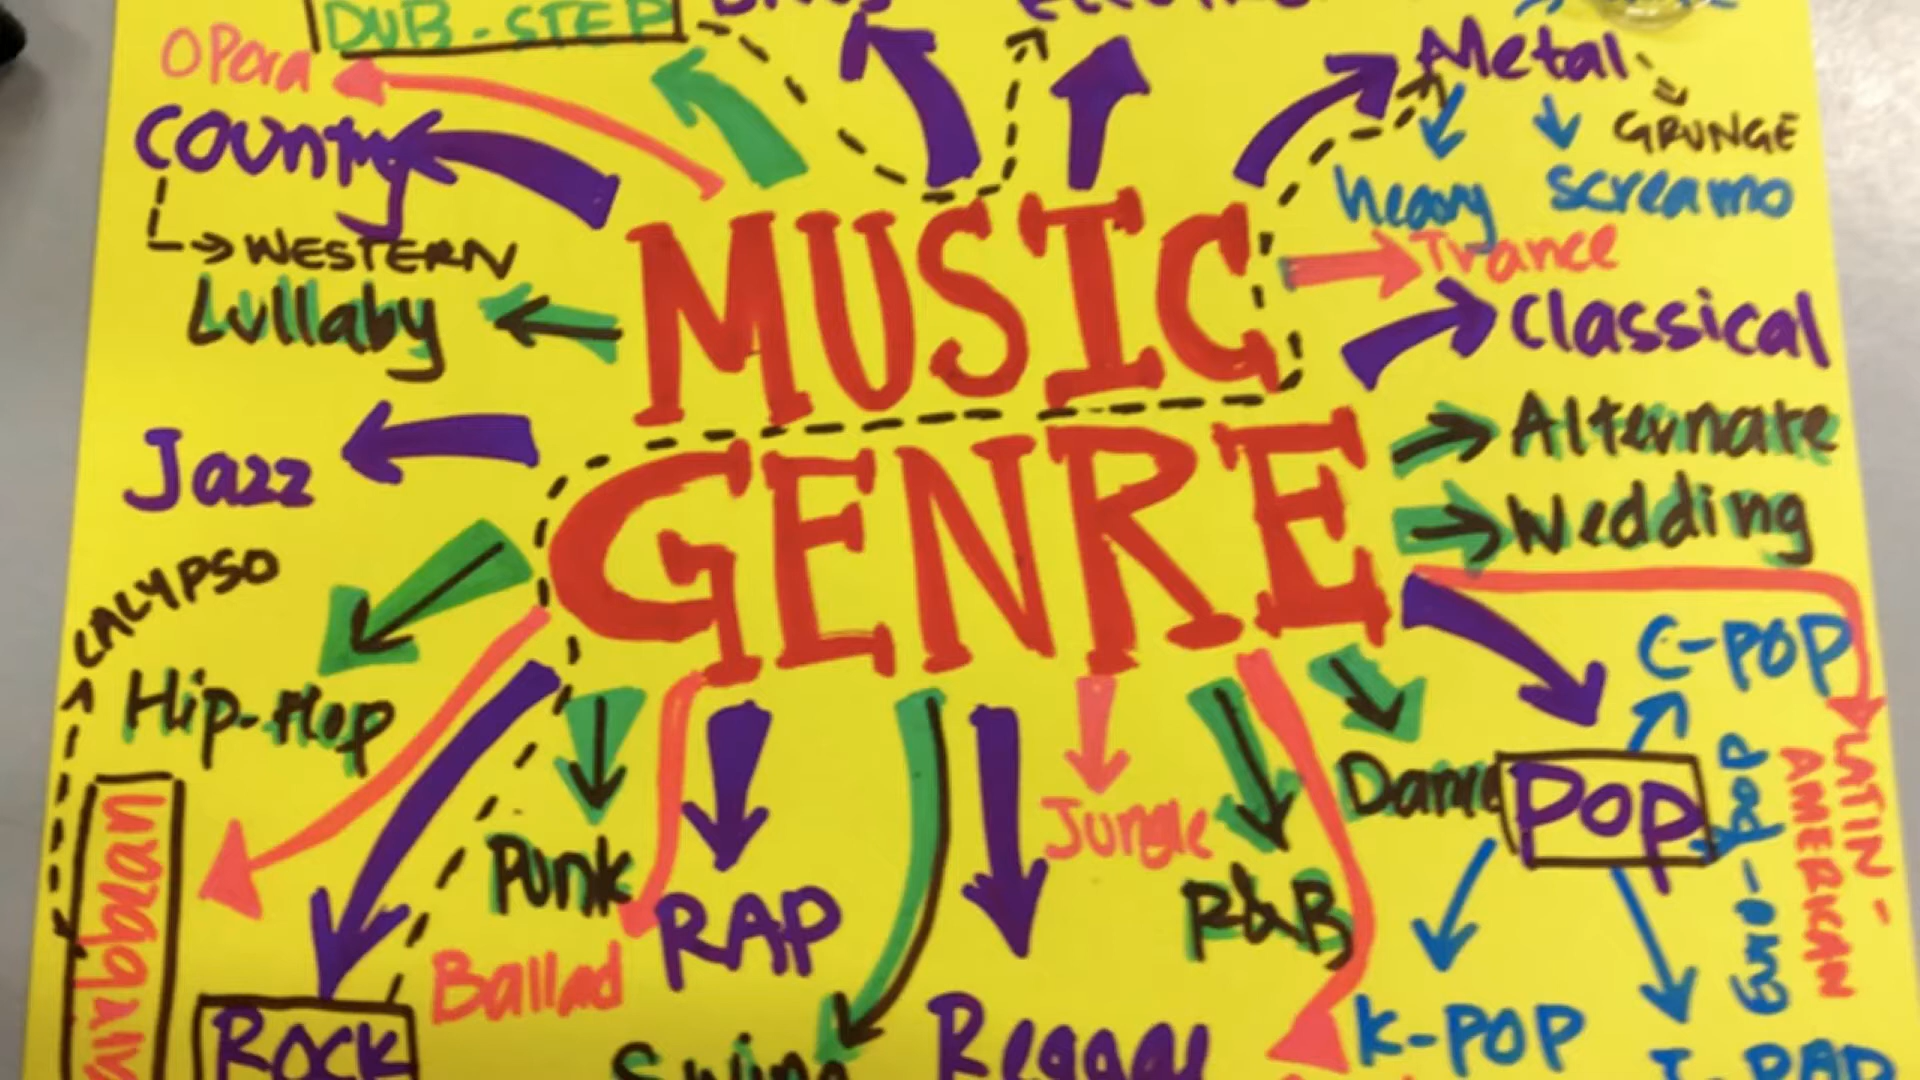 DUB-STEP
Opera
Country
WESTERN
Lullaby
Jazz
CALYPSO
Hip-Hop
Metal
GRUNGE
heavy
screamo
Trance
Classical
Alternate
Wedding
MUSIC
GENRE
C-POP
Pop
Euro-pop
LATIN-
AMERICAN
Dance
Jungle
R&B
Punk
RAP
Ballad
ROCK
Swing
Reggae
K-POP